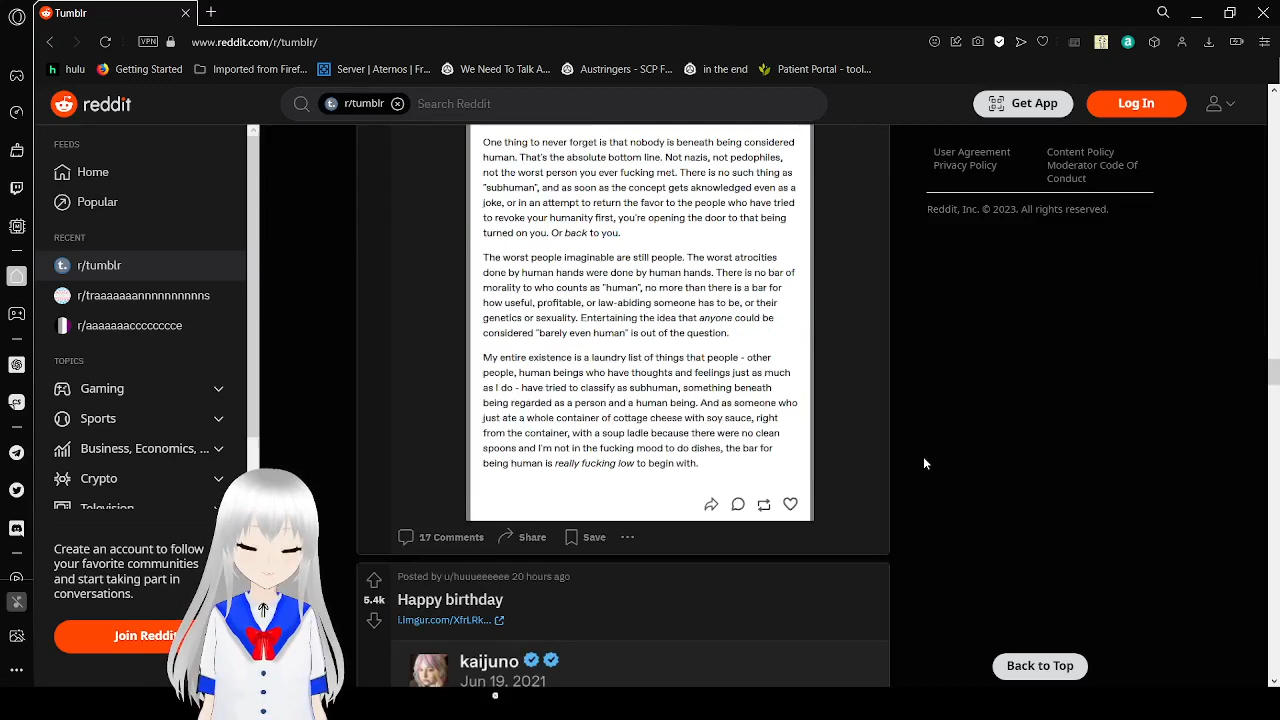 Tumblr
VPN
www.reddit.com/r/tumblr/
hulu
Getting Started
Imported from Firef...
Server | Aternos | Fr...
We Need To Talk A...
Austringers - SCP F...
in the end
Patient Portal - tool...
reddit
r/tumblr
Search Reddit
Get App
Log In
FEEDS
Home
Popular
RECENT
r/tumblr
r/traaaaaaannnnnnnnnns
r/aaaaaaacccccccce
TOPICS
Gaming
Sports
Business, Economics, ...
Crypto
Television
Create an account to follow
your favorite communities
and start taking part in
conversations.
Join Reddit
One thing to never forget is that nobody is beneath being considered
human. That's the absolute bottom line. Not nazis, not pedophiles,
not the worst person you ever fucking met. There is no such thing as
"subhuman", and as soon as the concept gets aknowledged even as a
joke, or in an attempt to return the favor to the people who have tried
to revoke your humanity first, you're opening the door to that being
turned on you. Or back to you.
The worst people imaginable are still people. The worst atrocities
done by human hands were done by human hands. There is no bar of
morality to who counts as "human", no more than there is a bar for
how useful, profitable, or law-abiding someone has to be, or their
genetics or sexuality. Entertaining the idea that anyone could be
considered "barely even human" is out of the question.
My entire existence is a laundry list of things that people - other
people, human beings who have thoughts and feelings just as much
as I do - have tried to classify as subhuman, something beneath
being regarded as a person and a human being. And as someone who
just ate a whole container of cottage cheese with soy sauce, right
from the container, with a soup ladle because there were no clean
spoons and I'm not in the fucking mood to do dishes, the bar for
being human is really fucking low to begin with.
17 Comments
Share
Save
Posted by u/huuueeeeee 20 hours ago
5.4k
Happy birthday
i.imgur.com/XfrLRk...
kaijuno
Jun 19, 2021
User Agreement
Privacy Policy
Content Policy
Moderator Code Of
Conduct
Reddit, Inc. © 2023. All rights reserved.
Back to Top